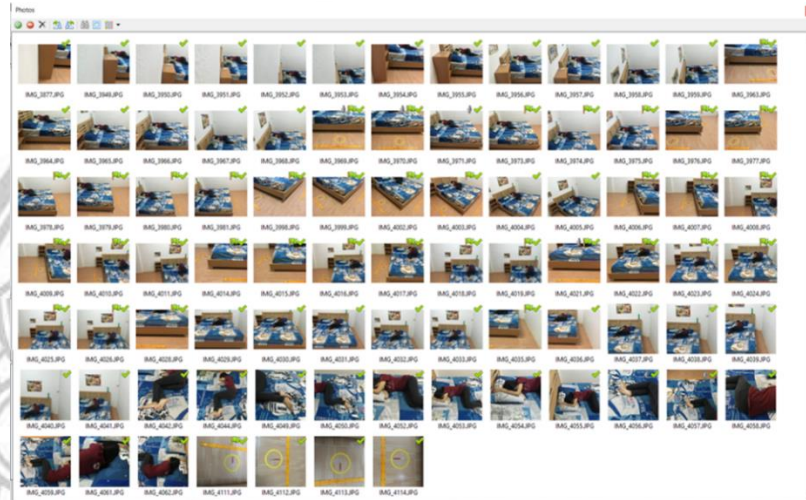 Photos
IMG_3877.JPG IMG_3949.JPG IMG_3950.JPG IMG_3951.JPG IMG_3952.JPG IMG_3953.JPG IMG_3954.JPG IMG_3955.JPG IMG_3956.JPG IMG_3957.JPG IMG_3958.JPG IMG_3959.JPG IMG_3963.JPG
IMG_3964.JPG IMG_3965.JPG IMG_3966.JPG IMG_3967.JPG IMG_3968.JPG IMG_3969.JPG IMG_3970.JPG IMG_3971.JPG IMG_3973.JPG IMG_3974.JPG IMG_3975.JPG IMG_3976.JPG IMG_3977.JPG
IMG_3978.JPG IMG_3979.JPG IMG_3980.JPG IMG_3981.JPG IMG_3998.JPG IMG_3999.JPG IMG_4002.JPG IMG_4003.JPG IMG_4004.JPG IMG_4005.JPG IMG_4006.JPG IMG_4007.JPG IMG_4008.JPG
IMG_4009.JPG IMG_4010.JPG IMG_4011.JPG IMG_4014.JPG IMG_4015.JPG IMG_4016.JPG IMG_4017.JPG IMG_4018.JPG IMG_4019.JPG IMG_4021.JPG IMG_4022.JPG IMG_4023.JPG IMG_4024.JPG
IMG_4025.JPG IMG_4026.JPG IMG_4028.JPG IMG_4029.JPG IMG_4030.JPG IMG_4031.JPG IMG_4032.JPG IMG_4033.JPG IMG_4035.JPG IMG_4036.JPG IMG_4037.JPG IMG_4038.JPG IMG_4039.JPG
IMG_4040.JPG IMG_4041.JPG IMG_4042.JPG IMG_4044.JPG IMG_4049.JPG IMG_4050.JPG IMG_4052.JPG IMG_4053.JPG IMG_4054.JPG IMG_4055.JPG IMG_4056.JPG IMG_4057.JPG IMG_4058.JPG
IMG_4059.JPG IMG_4061.JPG IMG_4062.JPG IMG_4111.JPG IMG_4112.JPG IMG_4113.JPG IMG_4114.JPG